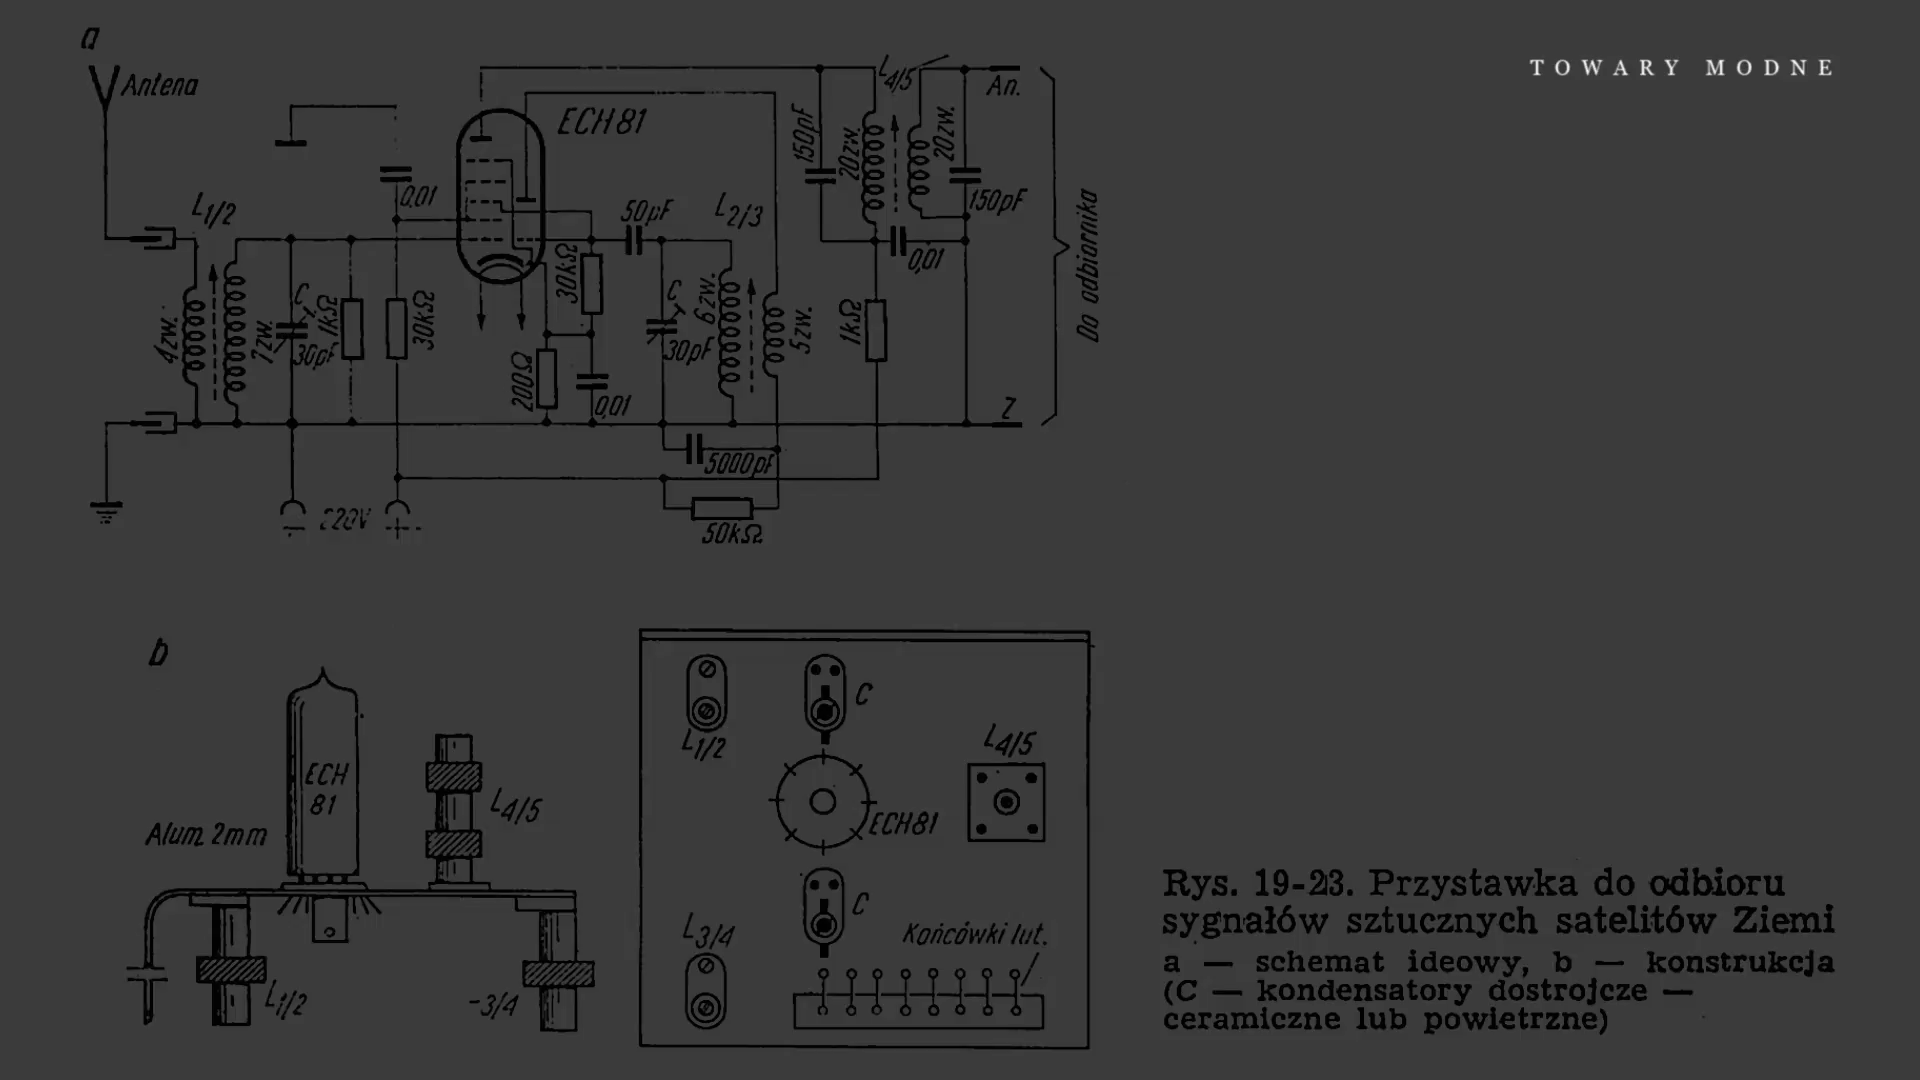 TOWARY MODNE
a
Antena
ECH 81
L4/5
An.
150pF
20zw.
20zw.
150pF
0,01
L1/2
50pF
L2/3
0,01
Do odbiornika
4zw.
7zw.
C
30pF
1kΩ
30kΩ
30kΩ
200Ω
0,01
C
30pF
6zw.
5zw.
1kΩ
Z
5000pF
220V
50kΩ
b
ECH
81
L4/5
Alum. 2mm
L1/2
-3/4
L1/2
C
L4/5
ECH81
C
L3/4
Końcówki lut.
Rys. 19-23. Przystawka do odbioru
sygnałów sztucznych satelitów Ziemi
a — schemat ideowy, b — konstrukcja
(C — kondensatory dostrojcze —
ceramiczne lub powietrzne)